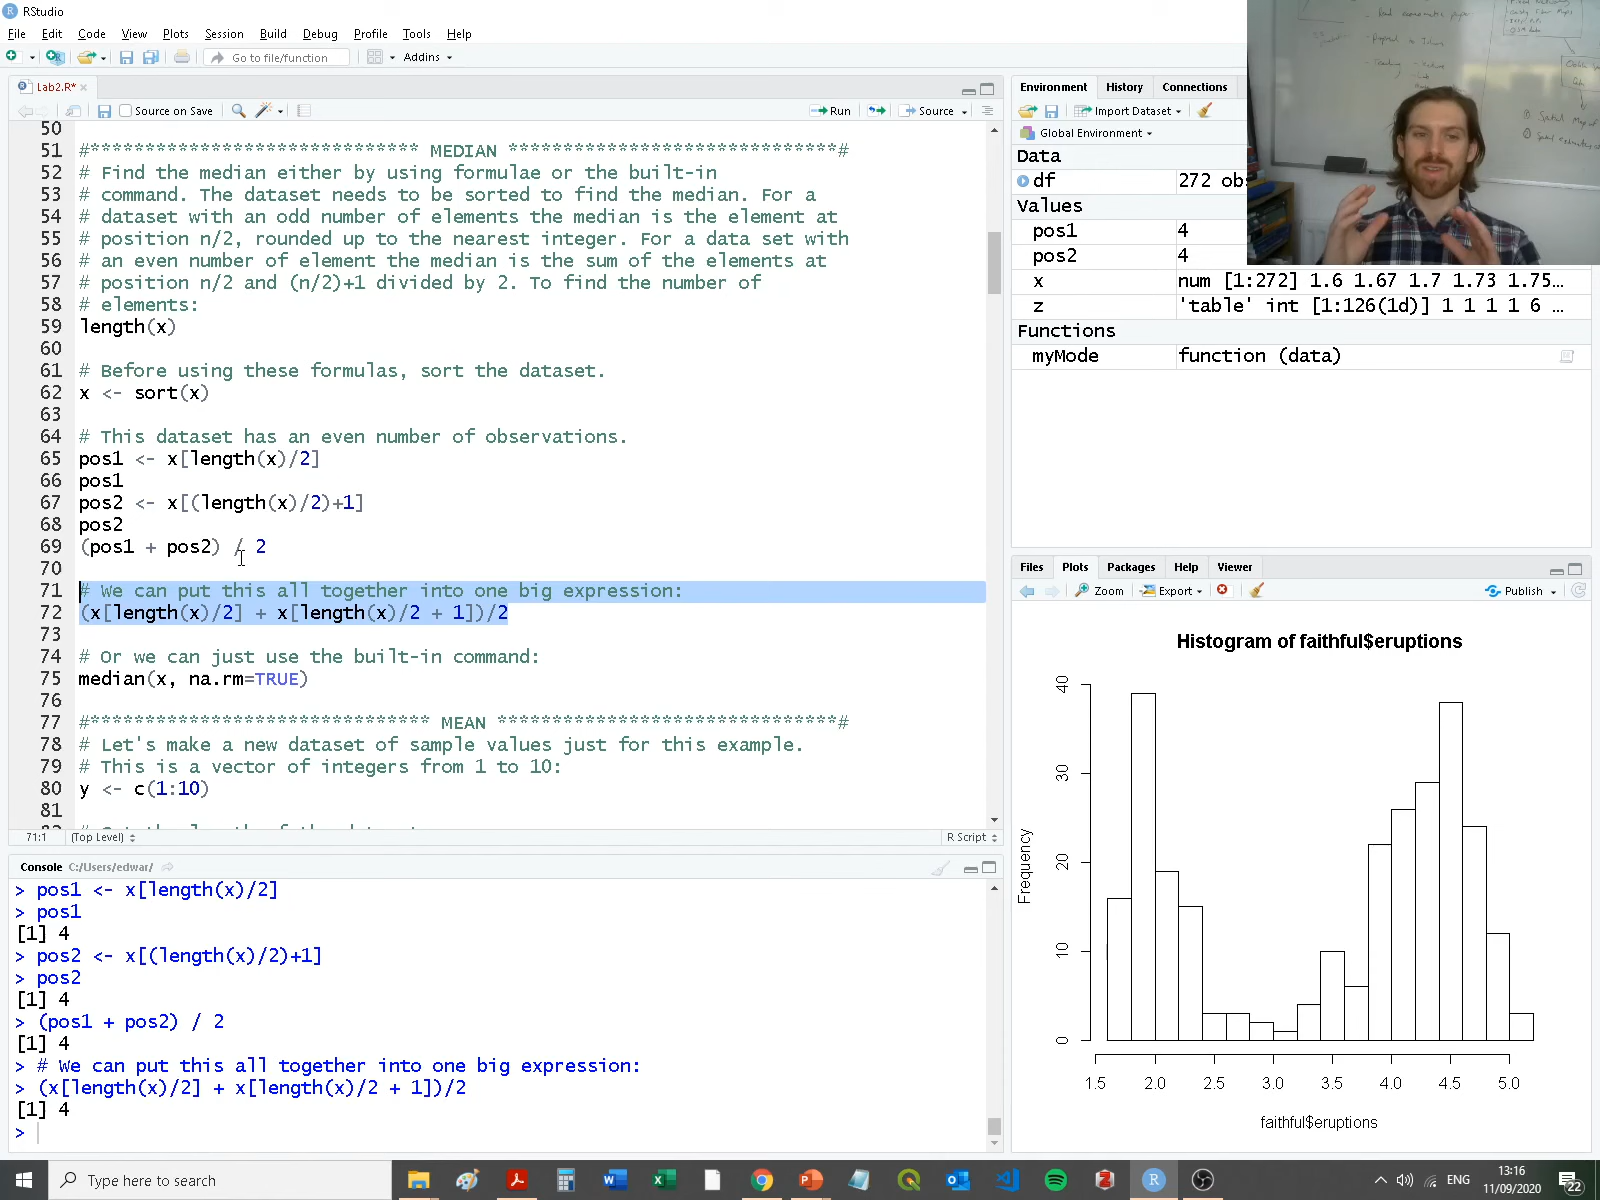 RStudio
File Edit Code View Plots Session Build Debug Profile Tools Help
Go to file/function Addins
Lab2.R*
Source on Save Run Source
50
51 #****************************** MEDIAN ******************************#
52 # Find the median either by using formulae or the built-in
53 # command. The dataset needs to be sorted to find the median. For a
54 # dataset with an odd number of elements the median is the element at
55 # position n/2, rounded up to the nearest integer. For a data set with
56 # an even number of element the median is the sum of the elements at
57 # position n/2 and (n/2)+1 divided by 2. To find the number of
58 # elements:
59 length(x)
60
61 # Before using these formulas, sort the dataset.
62 x <- sort(x)
63
64 # This dataset has an even number of observations.
65 pos1 <- x[length(x)/2]
66 pos1
67 pos2 <- x[(length(x)/2)+1]
68 pos2
69 (pos1 + pos2) / 2
70
71 # We can put this all together into one big expression:
72 (x[length(x)/2] + x[length(x)/2 + 1])/2
73
74 # Or we can just use the built-in command:
75 median(x, na.rm=TRUE)
76
77 #******************************* MEAN *******************************#
78 # Let's make a new dataset of sample values just for this example.
79 # This is a vector of integers from 1 to 10:
80 y <- c(1:10)
81
71:1 (Top Level) R Script
Console C:/Users/edwar/
> pos1 <- x[length(x)/2]
> pos1
[1] 4
> pos2 <- x[(length(x)/2)+1]
> pos2
[1] 4
> (pos1 + pos2) / 2
[1] 4
> # We can put this all together into one big expression:
> (x[length(x)/2] + x[length(x)/2 + 1])/2
[1] 4
>
Environment History Connections
Import Dataset
Global Environment
Data
df 272 ob
Values
pos1 4
pos2 4
x num [1:272] 1.6 1.67 1.7 1.73 1.75...
z 'table' int [1:126(1d)] 1 1 1 1 6 ...
Functions
myMode function (data)
Files Plots Packages Help Viewer
Zoom Export Publish
Histogram of faithful$eruptions
Frequency
40
30
20
10
0
1.5 2.0 2.5 3.0 3.5 4.0 4.5 5.0
faithful$eruptions
Type here to search
ENG
13:16
11/09/2020
22